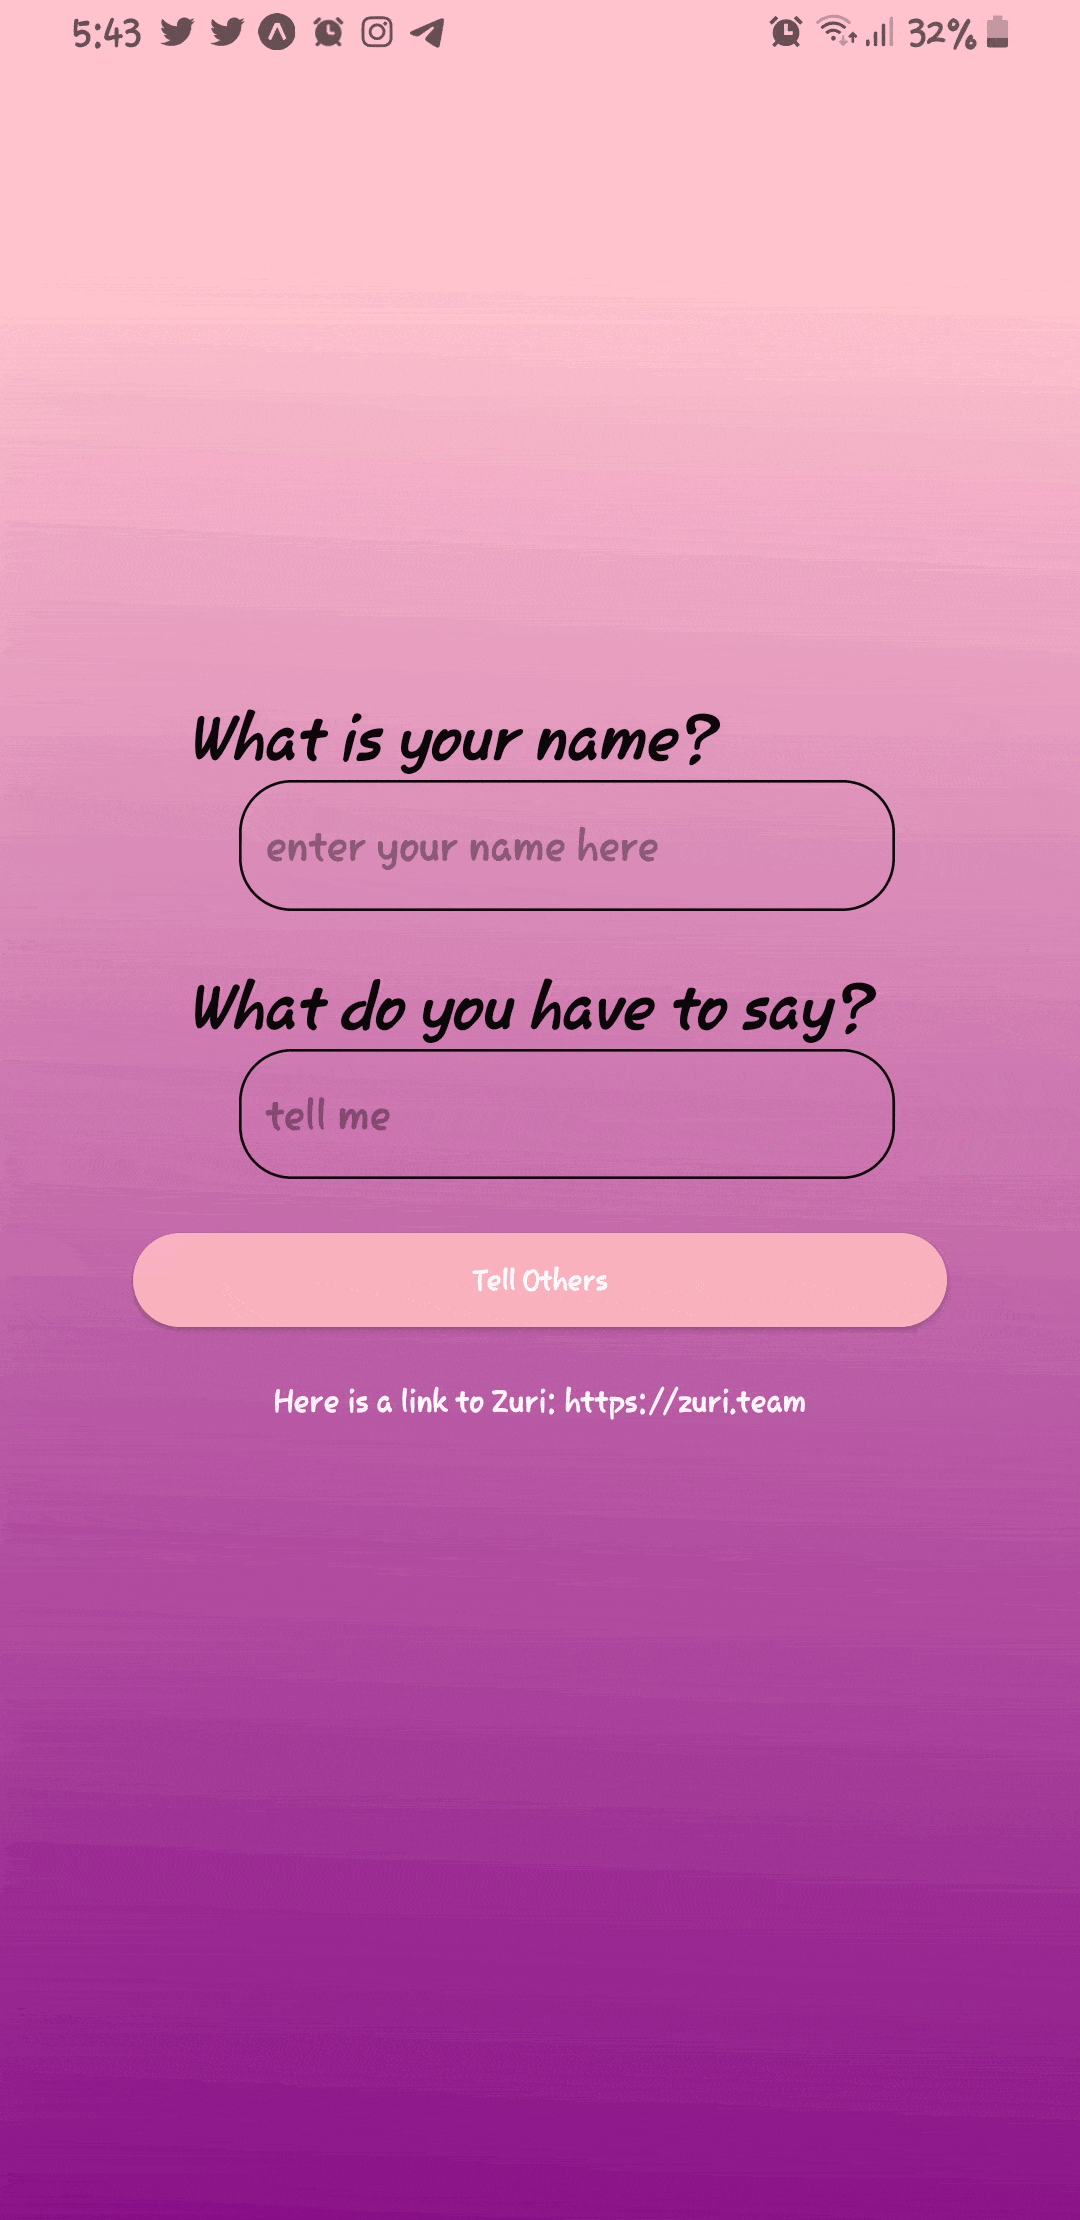 5:43 32%
What is your name?
enter your name here
What do you have to say?
tell me
Tell Others
Here is a link to Zuri: https://zuri.team